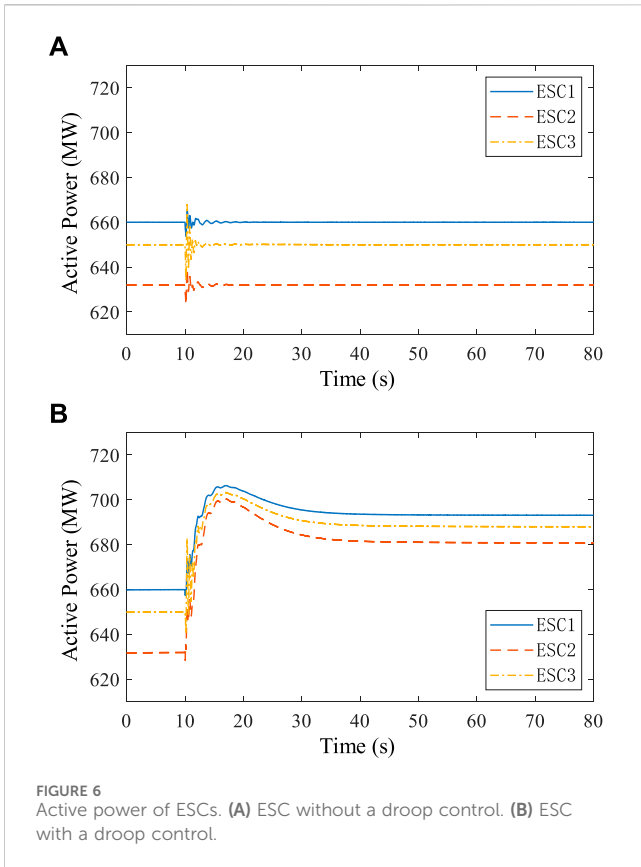 A
Active Power (MW)
720
700
680
660
640
620
ESC1
ESC2
ESC3
0 10 20 30 40 50 60 70 80
Time (s)
B
Active Power (MW)
720
700
680
660
640
620
ESC1
ESC2
ESC3
0 10 20 30 40 50 60 70 80
Time (s)
FIGURE 6
Active power of ESCs. (A) ESC without a droop control. (B) ESC
with a droop control.